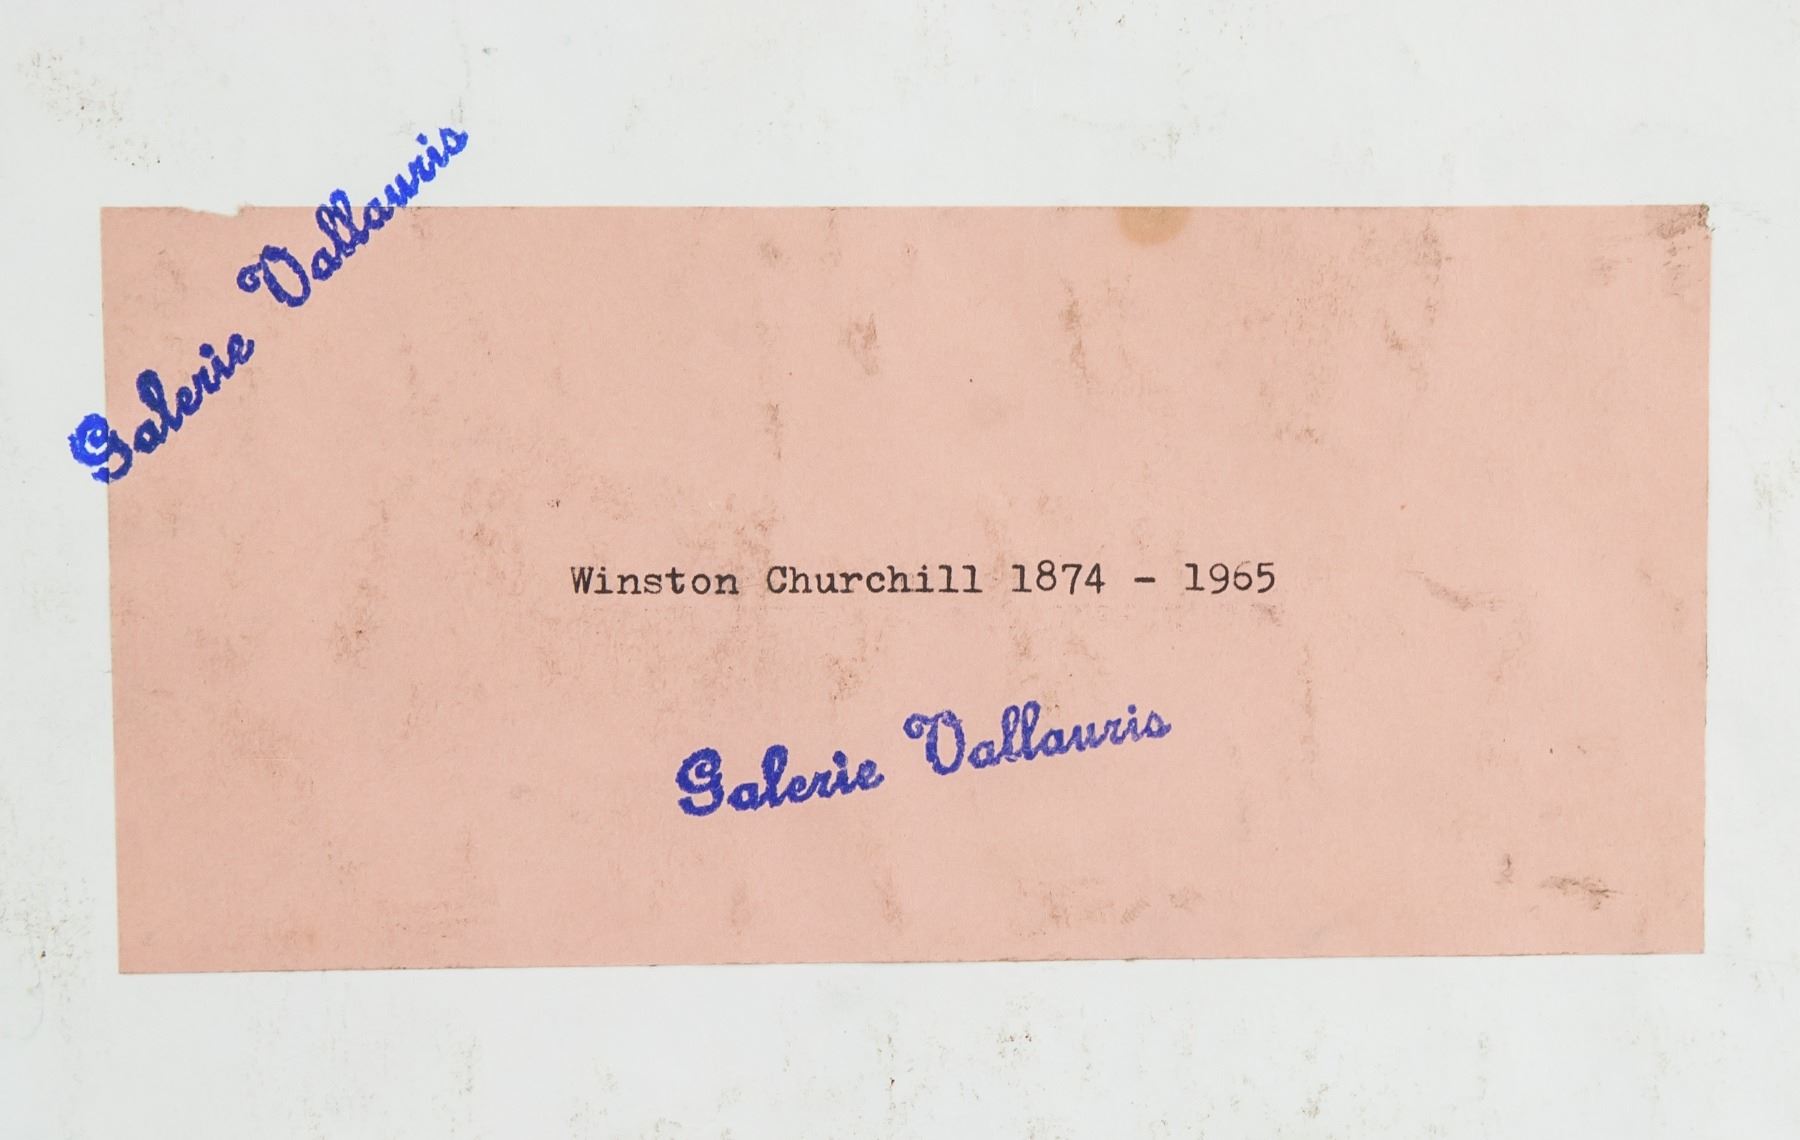 Galerie Vallauris
Winston Churchill 1874 - 1965
Galerie Vallauris